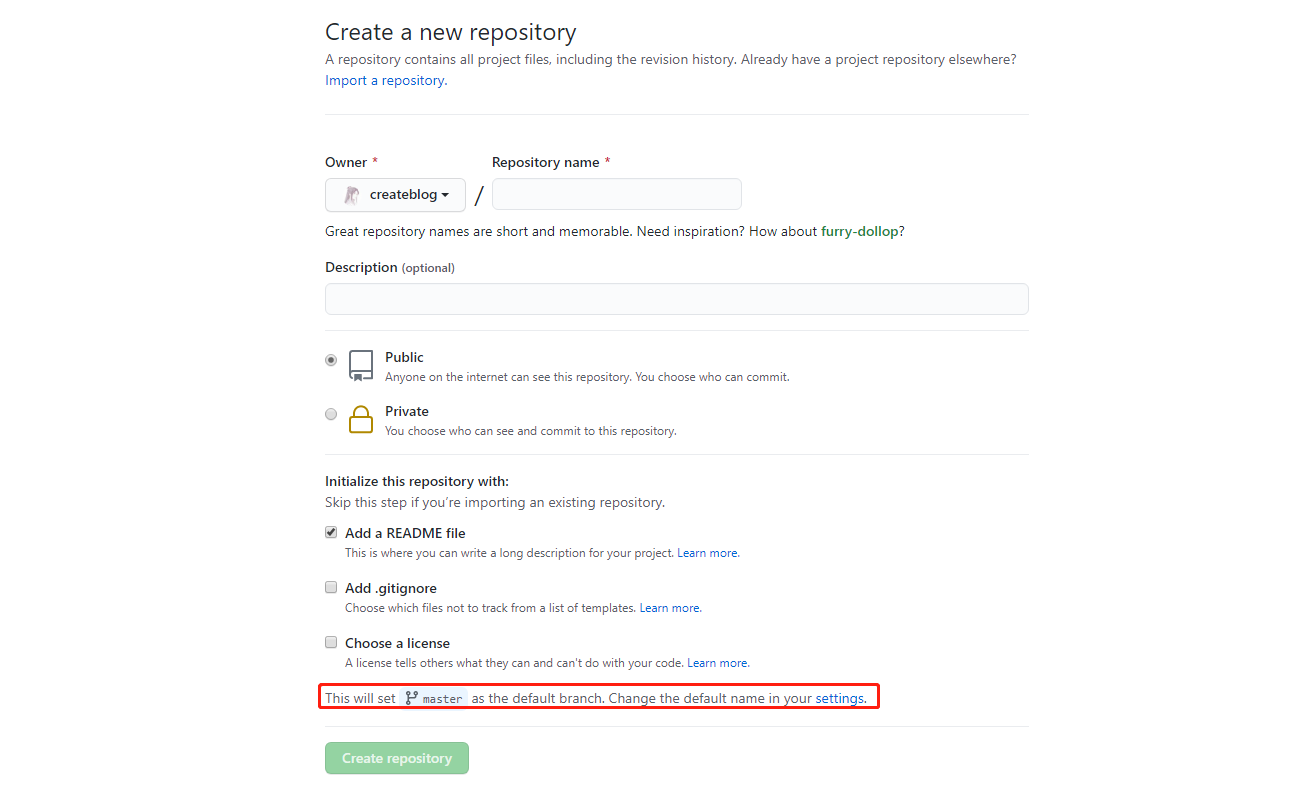 Create a new repository
A repository contains all project files, including the revision history. Already have a project repository elsewhere?
Import a repository.
Owner * Repository name *
createblog /
Great repository names are short and memorable. Need inspiration? How about furry-dollop?
Description (optional)
Public
Anyone on the internet can see this repository. You choose who can commit.
Private
You choose who can see and commit to this repository.
Initialize this repository with:
Skip this step if you’re importing an existing repository.
Add a README file
This is where you can write a long description for your project. Learn more.
Add .gitignore
Choose which files not to track from a list of templates. Learn more.
Choose a license
A license tells others what they can and can't do with your code. Learn more.
This will set master as the default branch. Change the default name in your settings.
Create repository